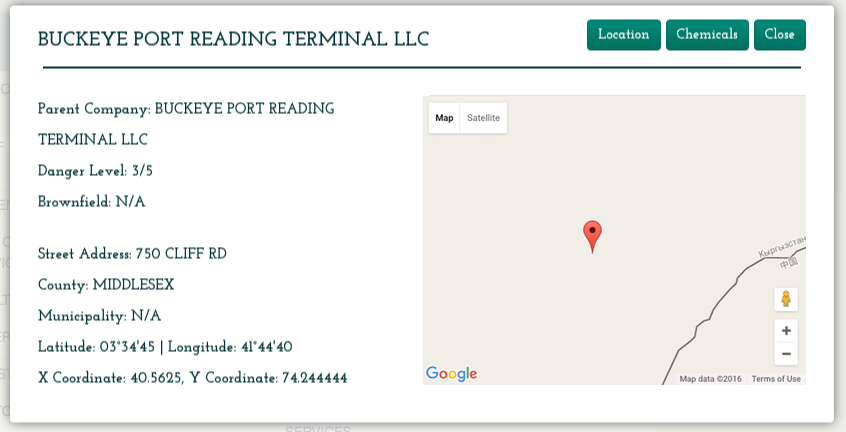 BUCKEYE PORT READING TERMINAL LLC
Location
Chemicals
Close
Parent Company: BUCKEYE PORT READING
TERMINAL LLC
Danger Level: 3/5
Brownfield: N/A
Street Address: 750 CLIFF RD
County: MIDDLESEX
Municipality: N/A
Latitude: 03°34'45 | Longitude: 41°44'40
X Coordinate: 40.5625, Y Coordinate: 74.244444
Map
Satellite
Кыргызстан
中国
Google
Map data ©2016
Terms of Use
SERVICES